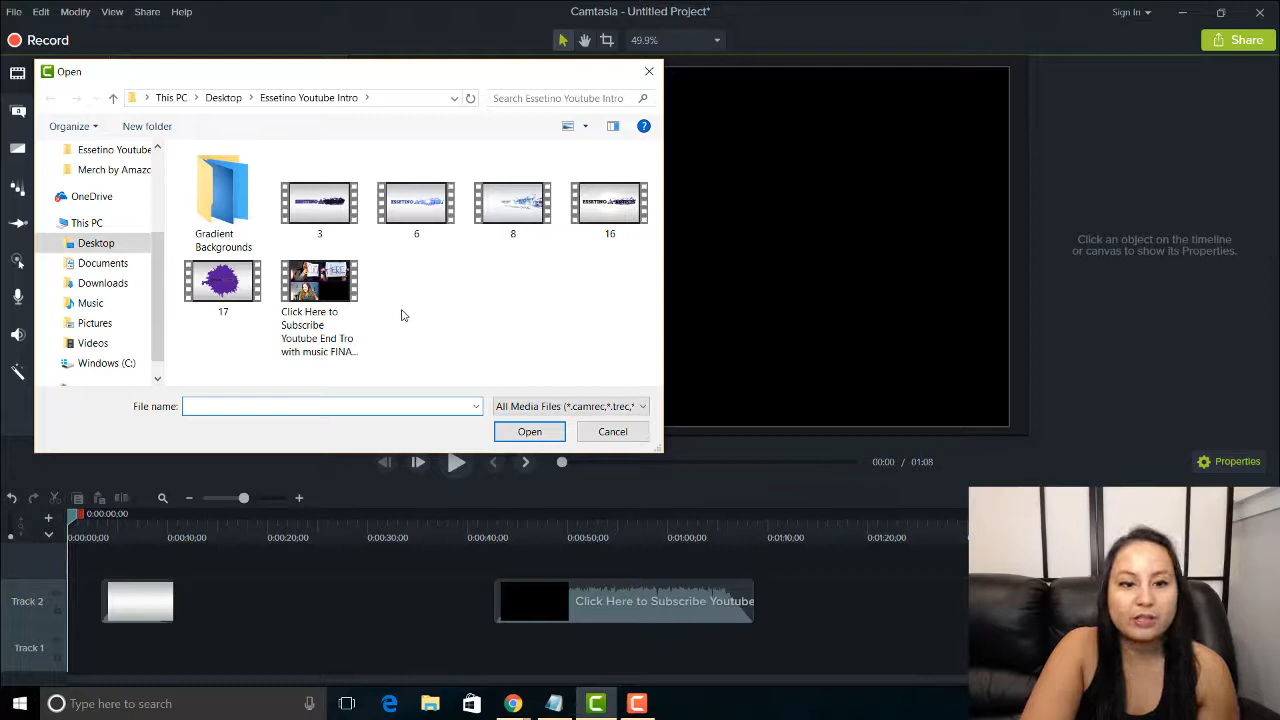 File Edit Modify View Share Help
Camtasia - Untitled Project*
Sign In
Record
49.9%
Share
Open
This PC > Desktop > Essetino Youtube Intro >
Search Essetino Youtube Intro
Organize
New folder
Essetino Youtube
Merch by Amazo
OneDrive
This PC
Desktop
Documents
Downloads
Music
Pictures
Videos
Windows (C:)
Gradient
Backgrounds
3
6
8
16
17
Click Here to
Subscribe
Youtube End Tro
with music FINA...
File name:
All Media Files (*.camrec,*.trec,*
Open
Cancel
Click an object on the timeline
or canvas to show its Properties.
00:00 / 01:08
Properties
0:00:00;00
0:00:00;00 0:00:10;00 0:00:20;00 0:00:30;00 0:00:40;00 0:00:50;00 0:01:00;00 0:01:10;00 0:01:20;00
Track 2
Click Here to Subscribe Youtube
Track 1
Type here to search